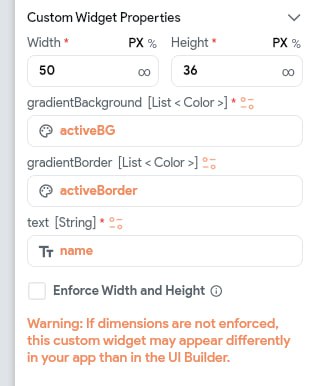 Custom Widget Properties
Width * PX % Height * PX %
50 ∞ 36 ∞
gradientBackground [List < Color >] *
activeBG
gradientBorder [List < Color >]
activeBorder
text [String] *
Tт name
Enforce Width and Height
Warning: If dimensions are not enforced,
this custom widget may appear differently
in your app than in the UI Builder.